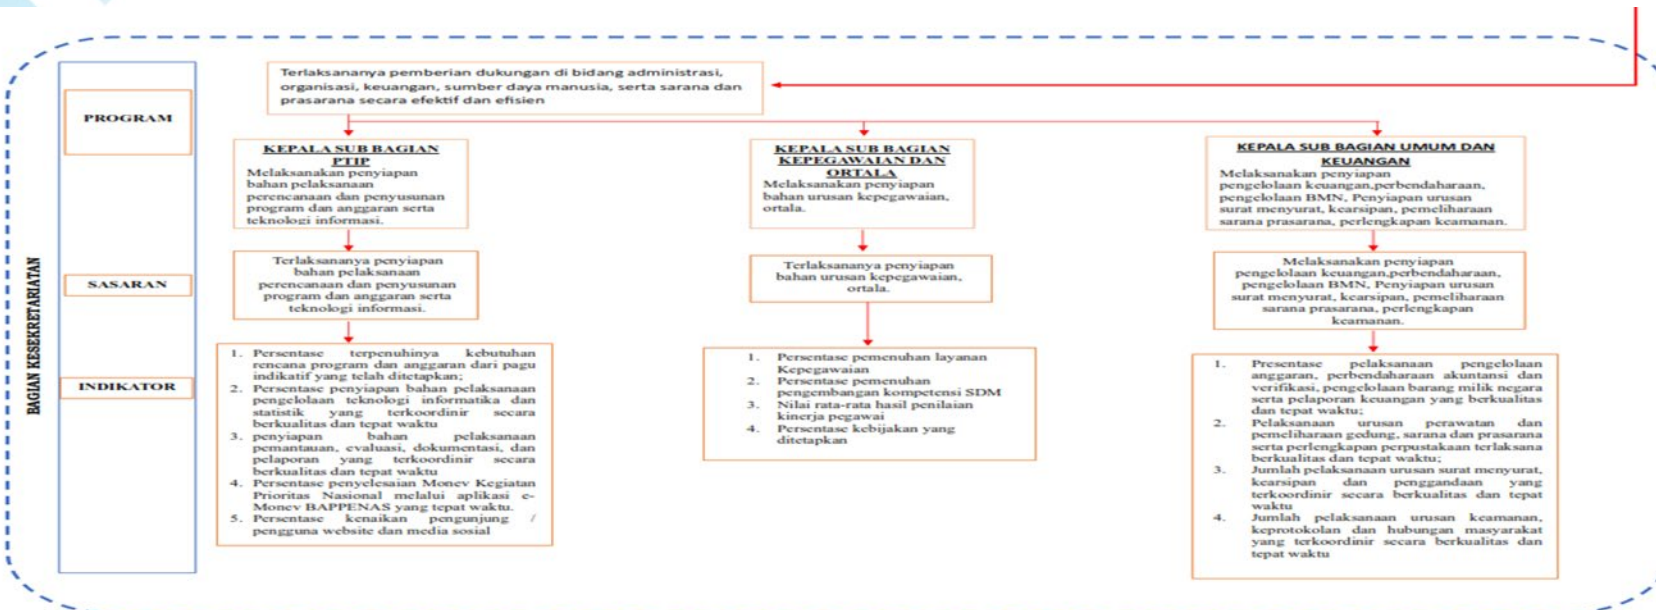 BAGIAN KESEKRETARIATAN
PROGRAM
SASARAN
INDIKATOR
Terlaksananya pemberian dukungan di bidang administrasi,
organisasi, keuangan, sumber daya manusia, serta sarana dan
prasarana secara efektif dan efisien
KEPALA SUB BAGIAN
PTIP
Melaksanakan penyiapan
bahan pelaksanaan
perencanaan dan penyusunan
program dan anggaran serta
teknologi informasi.
Terlaksananya penyiapan
bahan pelaksanaan
perencanaan dan penyusunan
program dan anggaran serta
teknologi informasi.
1. Persentase terpenuhinya kebutuhan
rencana program dan anggaran dari pagu
indikatif yang telah ditetapkan;
2. Persentase penyiapan bahan pelaksanaan
pengelolaan teknologi informatika dan
statistik yang terkoordinir secara
berkualitas dan tepat waktu
3. penyiapan bahan pelaksanaan
pemantauan, evaluasi, dokumentasi, dan
pelaporan yang terkoordinir secara
berkualitas dan tepat waktu
4. Persentase penyelesaian Monev Kegiatan
Prioritas Nasional melalui aplikasi e-
Monev BAPPENAS yang tepat waktu.
5. Persentase kenaikan pengunjung /
pengguna website dan media sosial
KEPALA SUB BAGIAN
KEPEGAWAIAN DAN
ORTALA
Melaksanakan penyiapan
bahan urusan kepegawaian,
ortala.
Terlaksananya penyiapan
bahan urusan kepegawaian,
ortala.
1. Persentase pemenuhan layanan
Kepegawaian
2. Persentase pemenuhan
pengembangan kompetensi SDM
3. Nilai rata-rata hasil penilaian
kinerja pegawai
4. Persentase kebijakan yang
ditetapkan
KEPALA SUB BAGIAN UMUM DAN
KEUANGAN
Melaksanakan penyiapan
pengelolaan keuangan,perbendaharaan,
pengelolaan BMN, Penyiapan urusan
surat menyurat, kearsipan, pemeliharaan
sarana prasarana, perlengkapan keamanan.
Melaksanakan penyiapan
pengelolaan keuangan,perbendaharaan,
pengelolaan BMN, Penyiapan urusan
surat menyurat, kearsipan, pemeliharaan
sarana prasarana, perlengkapan
keamanan.
1. Presentase pelaksanaan pengelolaan
anggaran, perbendaharaan akuntansi dan
verifikasi, pengelolaan barang milik negara
serta pelaporan keuangan yang berkualitas
dan tepat waktu;
2. Pelaksanaan urusan perawatan dan
pemeliharaan gedung, sarana dan prasarana
serta perlengkapan perpustakaan terlaksana
berkualitas dan tepat waktu;
3. Jumlah pelaksanaan urusan surat menyurat,
kearsipan dan penggandaan yang
terkoordinir secara berkualitas dan tepat
waktu
4. Jumlah pelaksanaan urusan keamanan,
keprotokolan dan hubungan masyarakat
yang terkoordinir secara berkualitas dan
tepat waktu